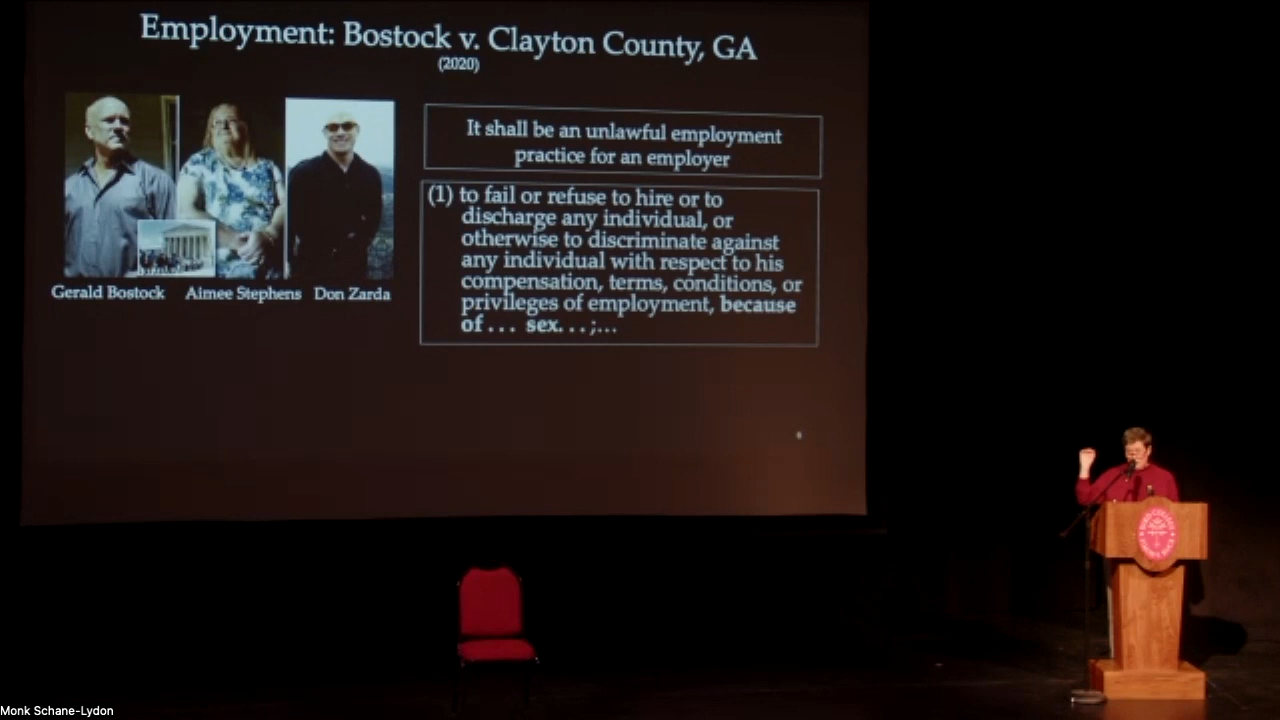 Employment: Bostock v. Clayton County, GA
(2020)
Gerald Bostock Aimee Stephens Don Zarda
It shall be an unlawful employment
practice for an employer
(1) to fail or refuse to hire or to
discharge any individual, or
otherwise to discriminate against
any individual with respect to his
compensation, terms, conditions, or
privileges of employment, because
of . . . sex. . . ;...
6
Monk Schane-Lydon